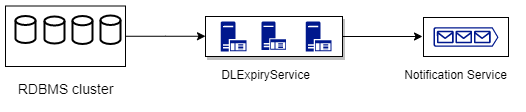 RDBMS cluster
DLExpiryService
Notification Service